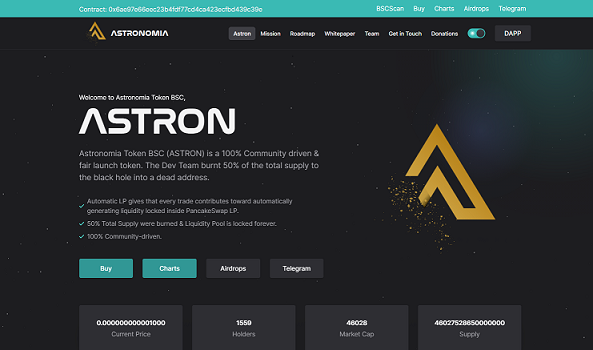 Contract: 0x6ae97e66eec23b4fdf77cd4ca423ecfbd439c39e
BSCScan Buy Charts Airdrops Telegram
ASTRONOMIA
Astron Mission Roadmap Whitepaper Team Get in Touch Donations DAPP
Welcome to Astronomia Token BSC,
ASTRON
Astronomia Token BSC (ASTRON) is a 100% Community driven &
fair launch token. The Dev Team burnt 50% of the total supply to
the black hole into a dead address.
Automatic LP gives that every trade contributes toward automatically
generating liquidity locked inside PancakeSwap LP.
50% Total Supply were burned & Liquidity Pool is locked forever.
100% Community-driven.
Buy Charts Airdrops Telegram
0.000000000001000 1559 46028 46027528650000000
Current Price Holders Market Cap Supply